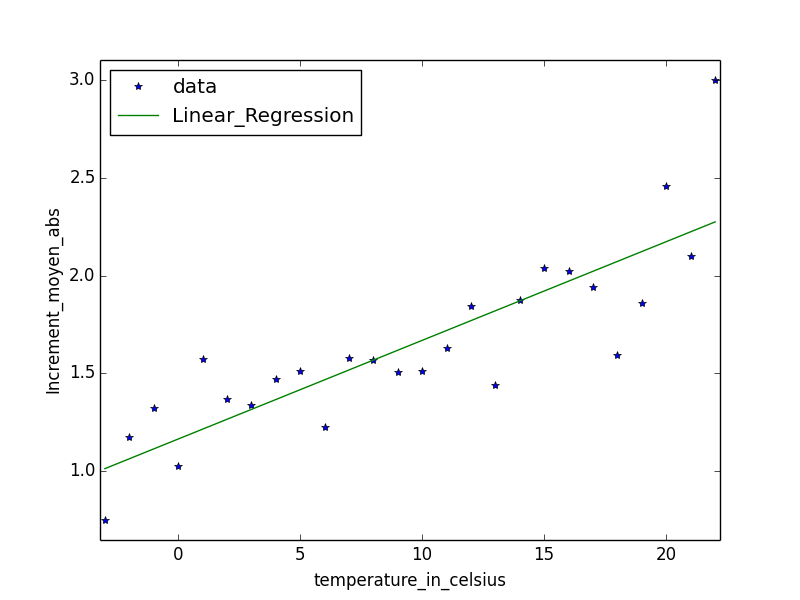 data
Linear_Regression
3.0
2.5
2.0
1.5
1.0
Increment_moyen_abs
0 5 10 15 20
temperature_in_celsius